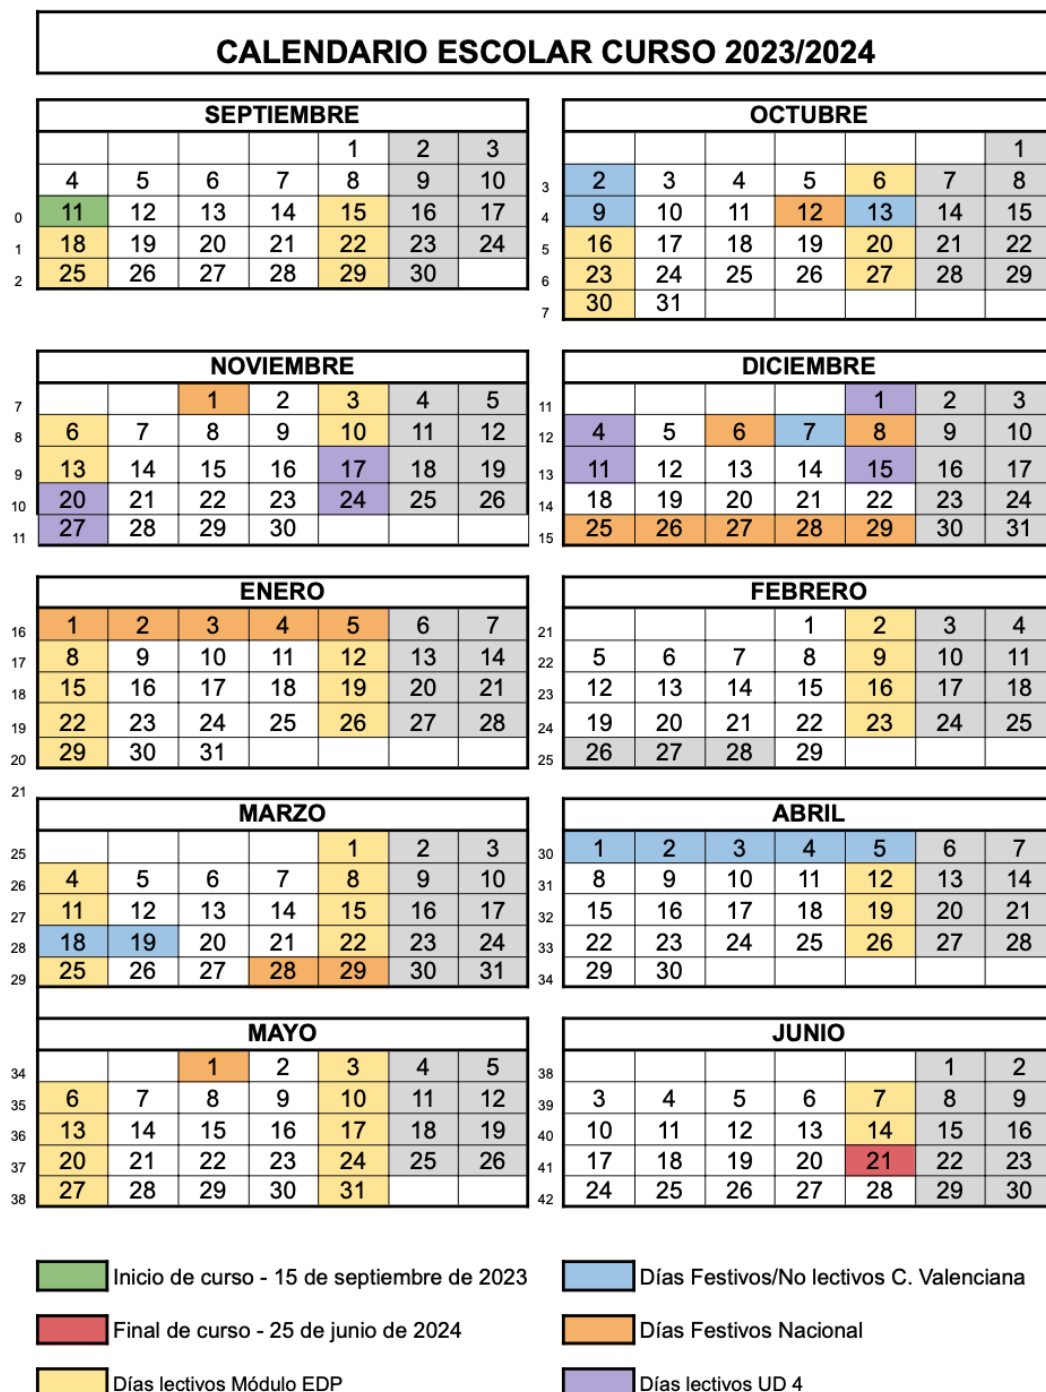 CALENDARIO ESCOLAR CURSO 2023/2024
SEPTIEMBRE
1 2 3
4 5 6 7 8 9 10
0 11 12 13 14 15 16 17
1 18 19 20 21 22 23 24
2 25 26 27 28 29 30
OCTUBRE
1
3 2 3 4 5 6 7 8
4 9 10 11 12 13 14 15
5 16 17 18 19 20 21 22
6 23 24 25 26 27 28 29
7 30 31
NOVIEMBRE
7 1 2 3 4 5
8 6 7 8 9 10 11 12
9 13 14 15 16 17 18 19
10 20 21 22 23 24 25 26
11 27 28 29 30
DICIEMBRE
11 1 2 3
12 4 5 6 7 8 9 10
13 11 12 13 14 15 16 17
14 18 19 20 21 22 23 24
15 25 26 27 28 29 30 31
ENERO
16 1 2 3 4 5 6 7
17 8 9 10 11 12 13 14
18 15 16 17 18 19 20 21
19 22 23 24 25 26 27 28
20 29 30 31
21
FEBRERO
21 1 2 3 4
22 5 6 7 8 9 10 11
23 12 13 14 15 16 17 18
24 19 20 21 22 23 24 25
25 26 27 28 29
MARZO
25 1 2 3
26 4 5 6 7 8 9 10
27 11 12 13 14 15 16 17
28 18 19 20 21 22 23 24
29 25 26 27 28 29 30 31
ABRIL
30 1 2 3 4 5 6 7
31 8 9 10 11 12 13 14
32 15 16 17 18 19 20 21
33 22 23 24 25 26 27 28
34 29 30
MAYO
34 1 2 3 4 5
35 6 7 8 9 10 11 12
36 13 14 15 16 17 18 19
37 20 21 22 23 24 25 26
38 27 28 29 30 31
JUNIO
38 1 2
39 3 4 5 6 7 8 9
40 10 11 12 13 14 15 16
41 17 18 19 20 21 22 23
42 24 25 26 27 28 29 30
Inicio de curso - 15 de septiembre de 2023
Días Festivos/No lectivos C. Valenciana
Final de curso - 25 de junio de 2024
Días Festivos Nacional
Días lectivos Módulo EDP
Días lectivos UD 4